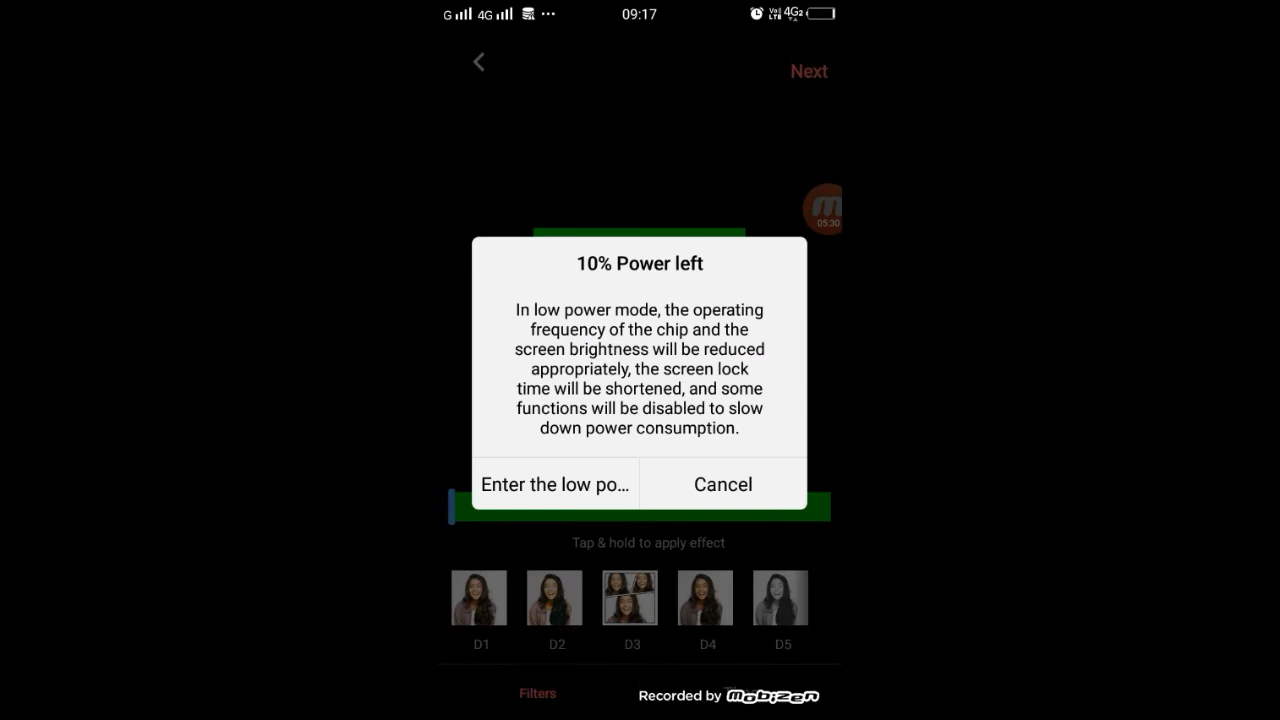 G 4G 09:17 VoLTE 4G2
Next
05:30
10% Power left
In low power mode, the operating
frequency of the chip and the
screen brightness will be reduced
appropriately, the screen lock
time will be shortened, and some
functions will be disabled to slow
down power consumption.
Enter the low po... Cancel
Tap & hold to apply effect
D1 D2 D3 D4 D5
Filters
Recorded by Mobizen